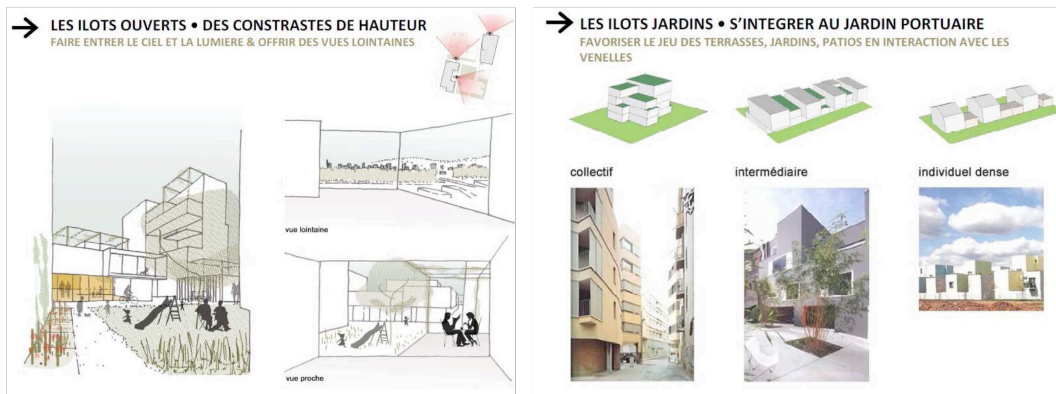 LES ILOTS OUVERTS • DES CONSTRASTES DE HAUTEUR
FAIRE ENTRER LE CIEL ET LA LUMIERE & OFFRIR DES VUES LOINTAINES
vue lointaine
vue proche
LES ILOTS JARDINS • S’INTEGRER AU JARDIN PORTUAIRE
FAVORISER LE JEU DES TERRASSES, JARDINS, PATIOS EN INTERACTION AVEC LES
VENELLES
collectif
intermédiaire
individuel dense